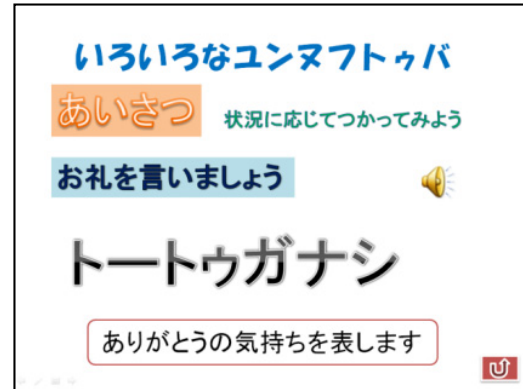 いろいろなユンヌフトゥバ
あいさつ 状況に応じてつかってみよう
お礼を言いましょう
トートゥガナシ
ありがとうの気持ちを表します